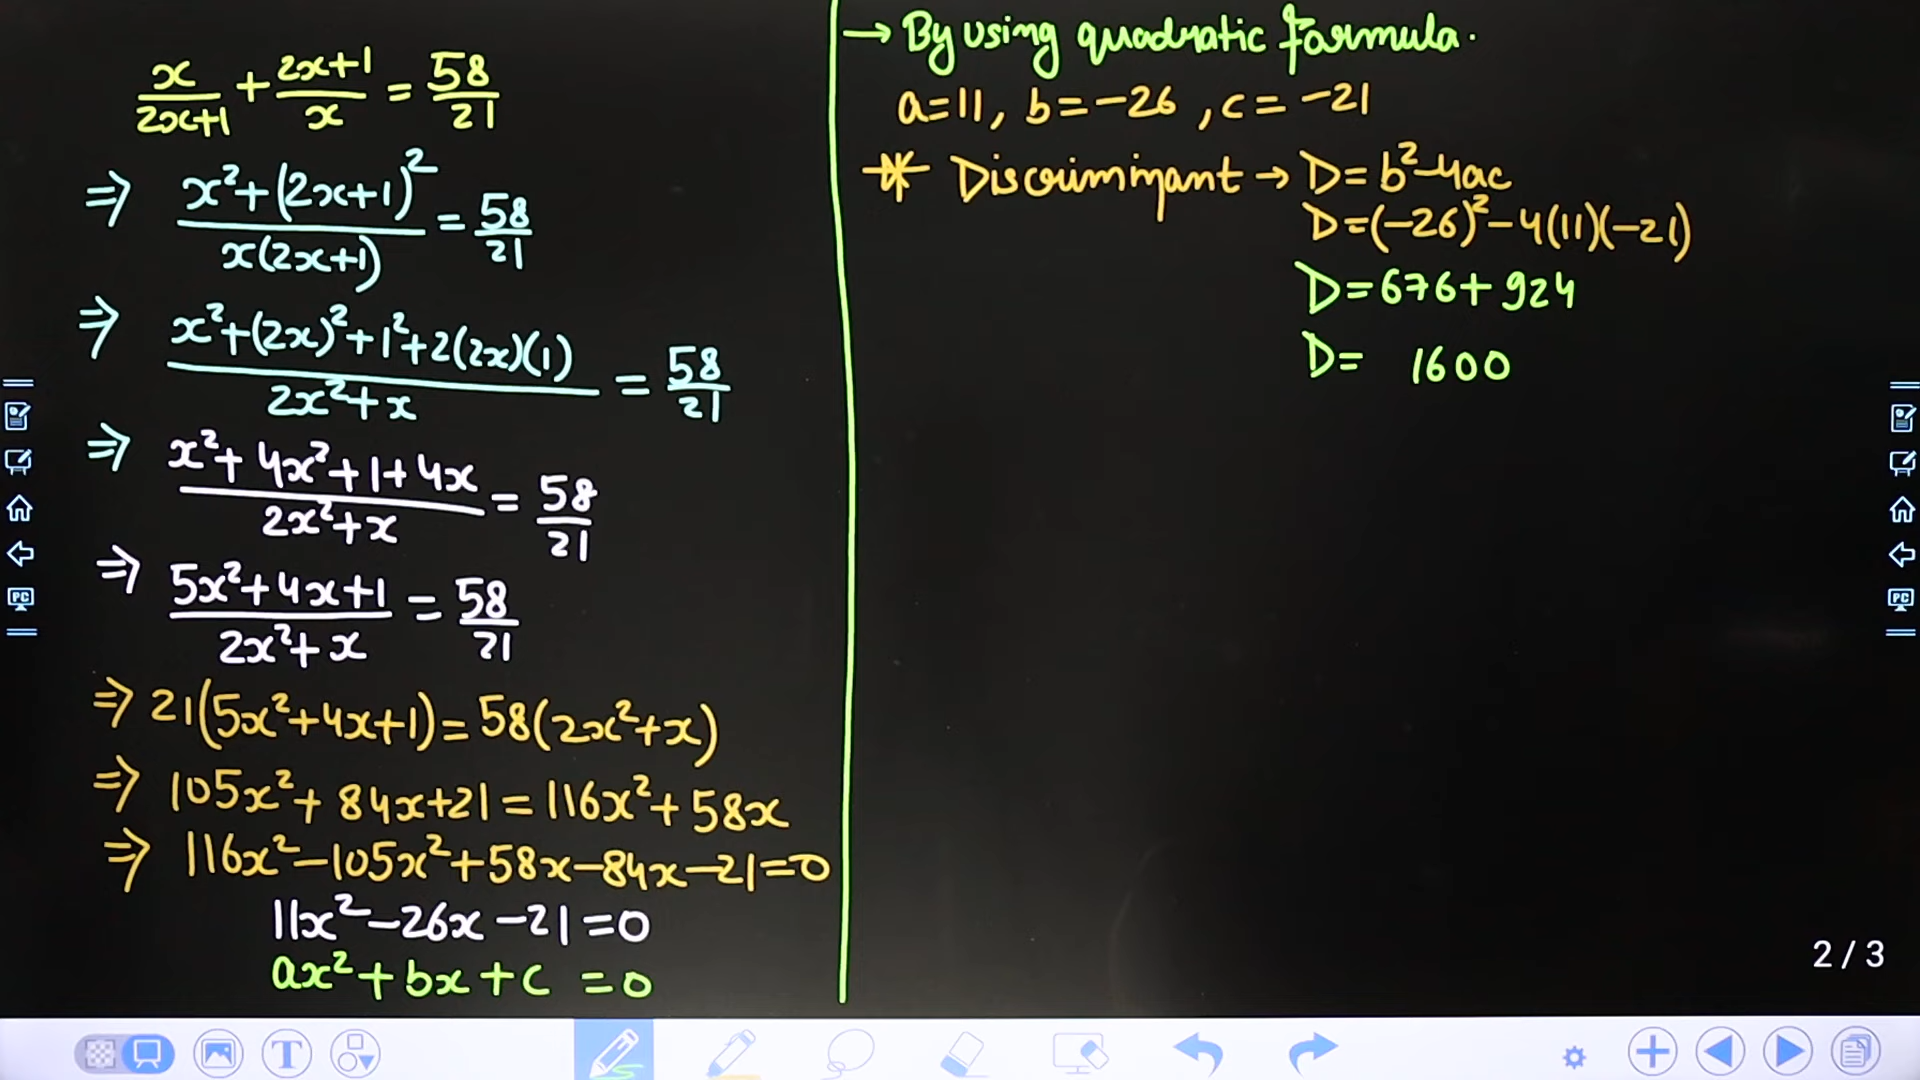 x/(2x+1) + (2x+1)/x = 58/21
⇒ (x²+(2x+1)²)/(x(2x+1)) = 58/21
⇒ (x²+(2x)²+1²+2(2x)(1))/(2x²+x) = 58/21
⇒ (x²+4x²+1+4x)/(2x²+x) = 58/21
⇒ (5x²+4x+1)/(2x²+x) = 58/21
⇒ 21(5x²+4x+1)=58(2x²+x)
⇒ 105x²+84x+21=116x²+58x
⇒ 116x²-105x²+58x-84x-21=0
11x²-26x-21=0
ax²+bx+c=0
→ By using quadratic formula.
a=11, b=-26, c=-21
* Discriminant → D=b²-4ac
D=(-26)²-4(11)(-21)
D=676+924
D= 1600
2/3
PC
PC
T